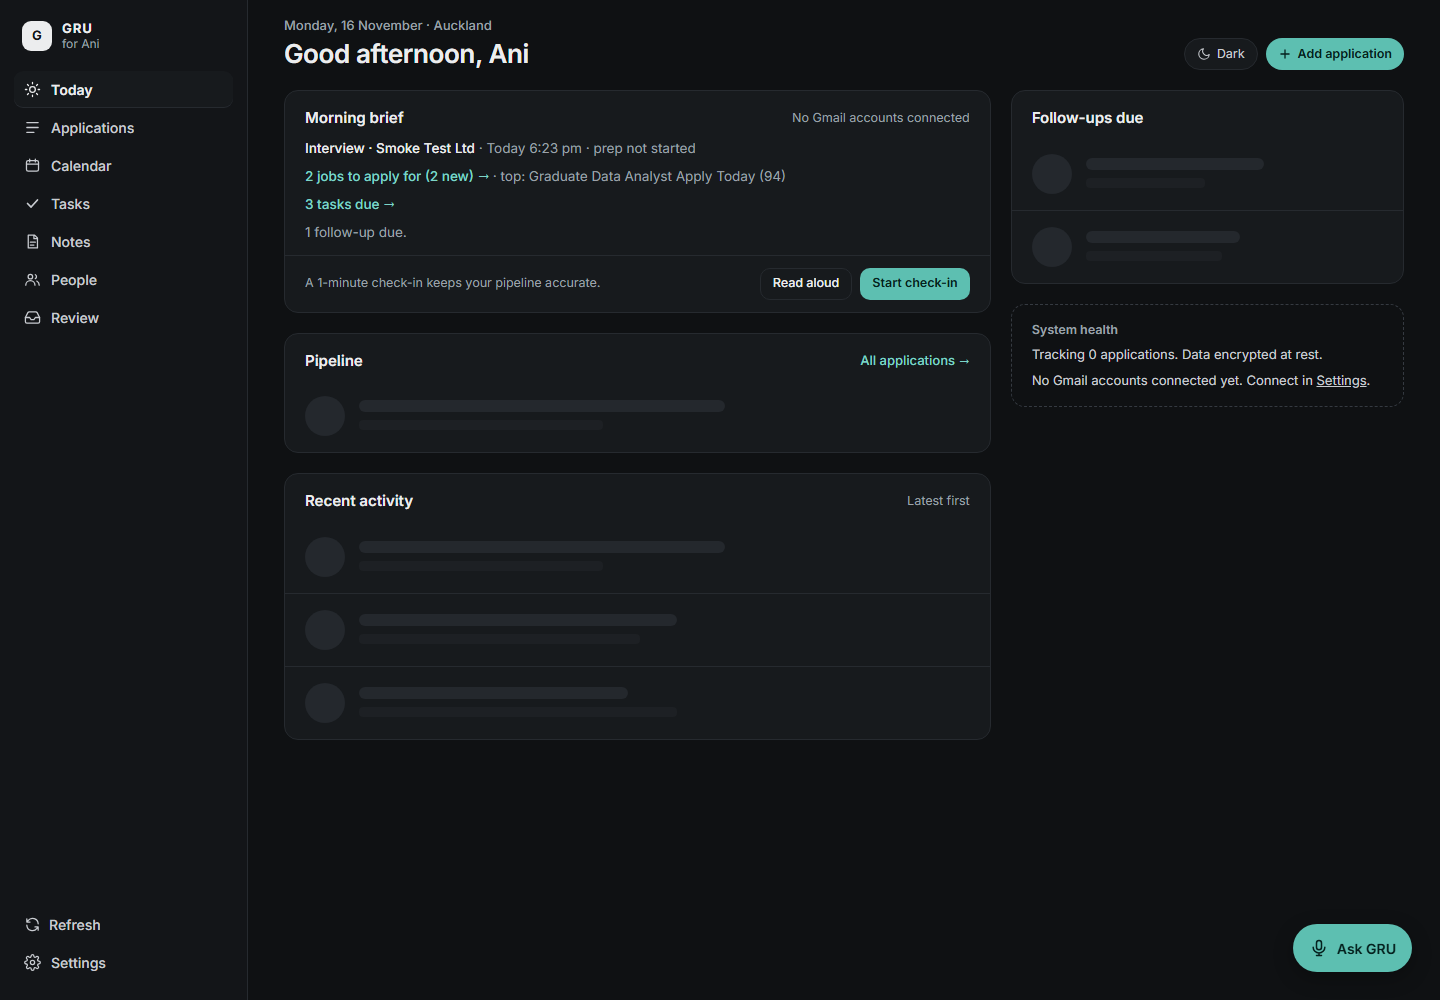 G
GRU
for Ani
Today
Applications
Calendar
Tasks
Notes
People
Review
Refresh
Settings
Monday, 16 November · Auckland
Good afternoon, Ani
Dark
Add application
Morning brief
No Gmail accounts connected
Interview · Smoke Test Ltd · Today 6:23 pm · prep not started
2 jobs to apply for (2 new) → · top: Graduate Data Analyst Apply Today (94)
3 tasks due →
1 follow-up due.
A 1-minute check-in keeps your pipeline accurate.
Read aloud
Start check-in
Pipeline
All applications →
Recent activity
Latest first
Follow-ups due
System health
Tracking 0 applications. Data encrypted at rest.
No Gmail accounts connected yet. Connect in Settings.
Ask GRU